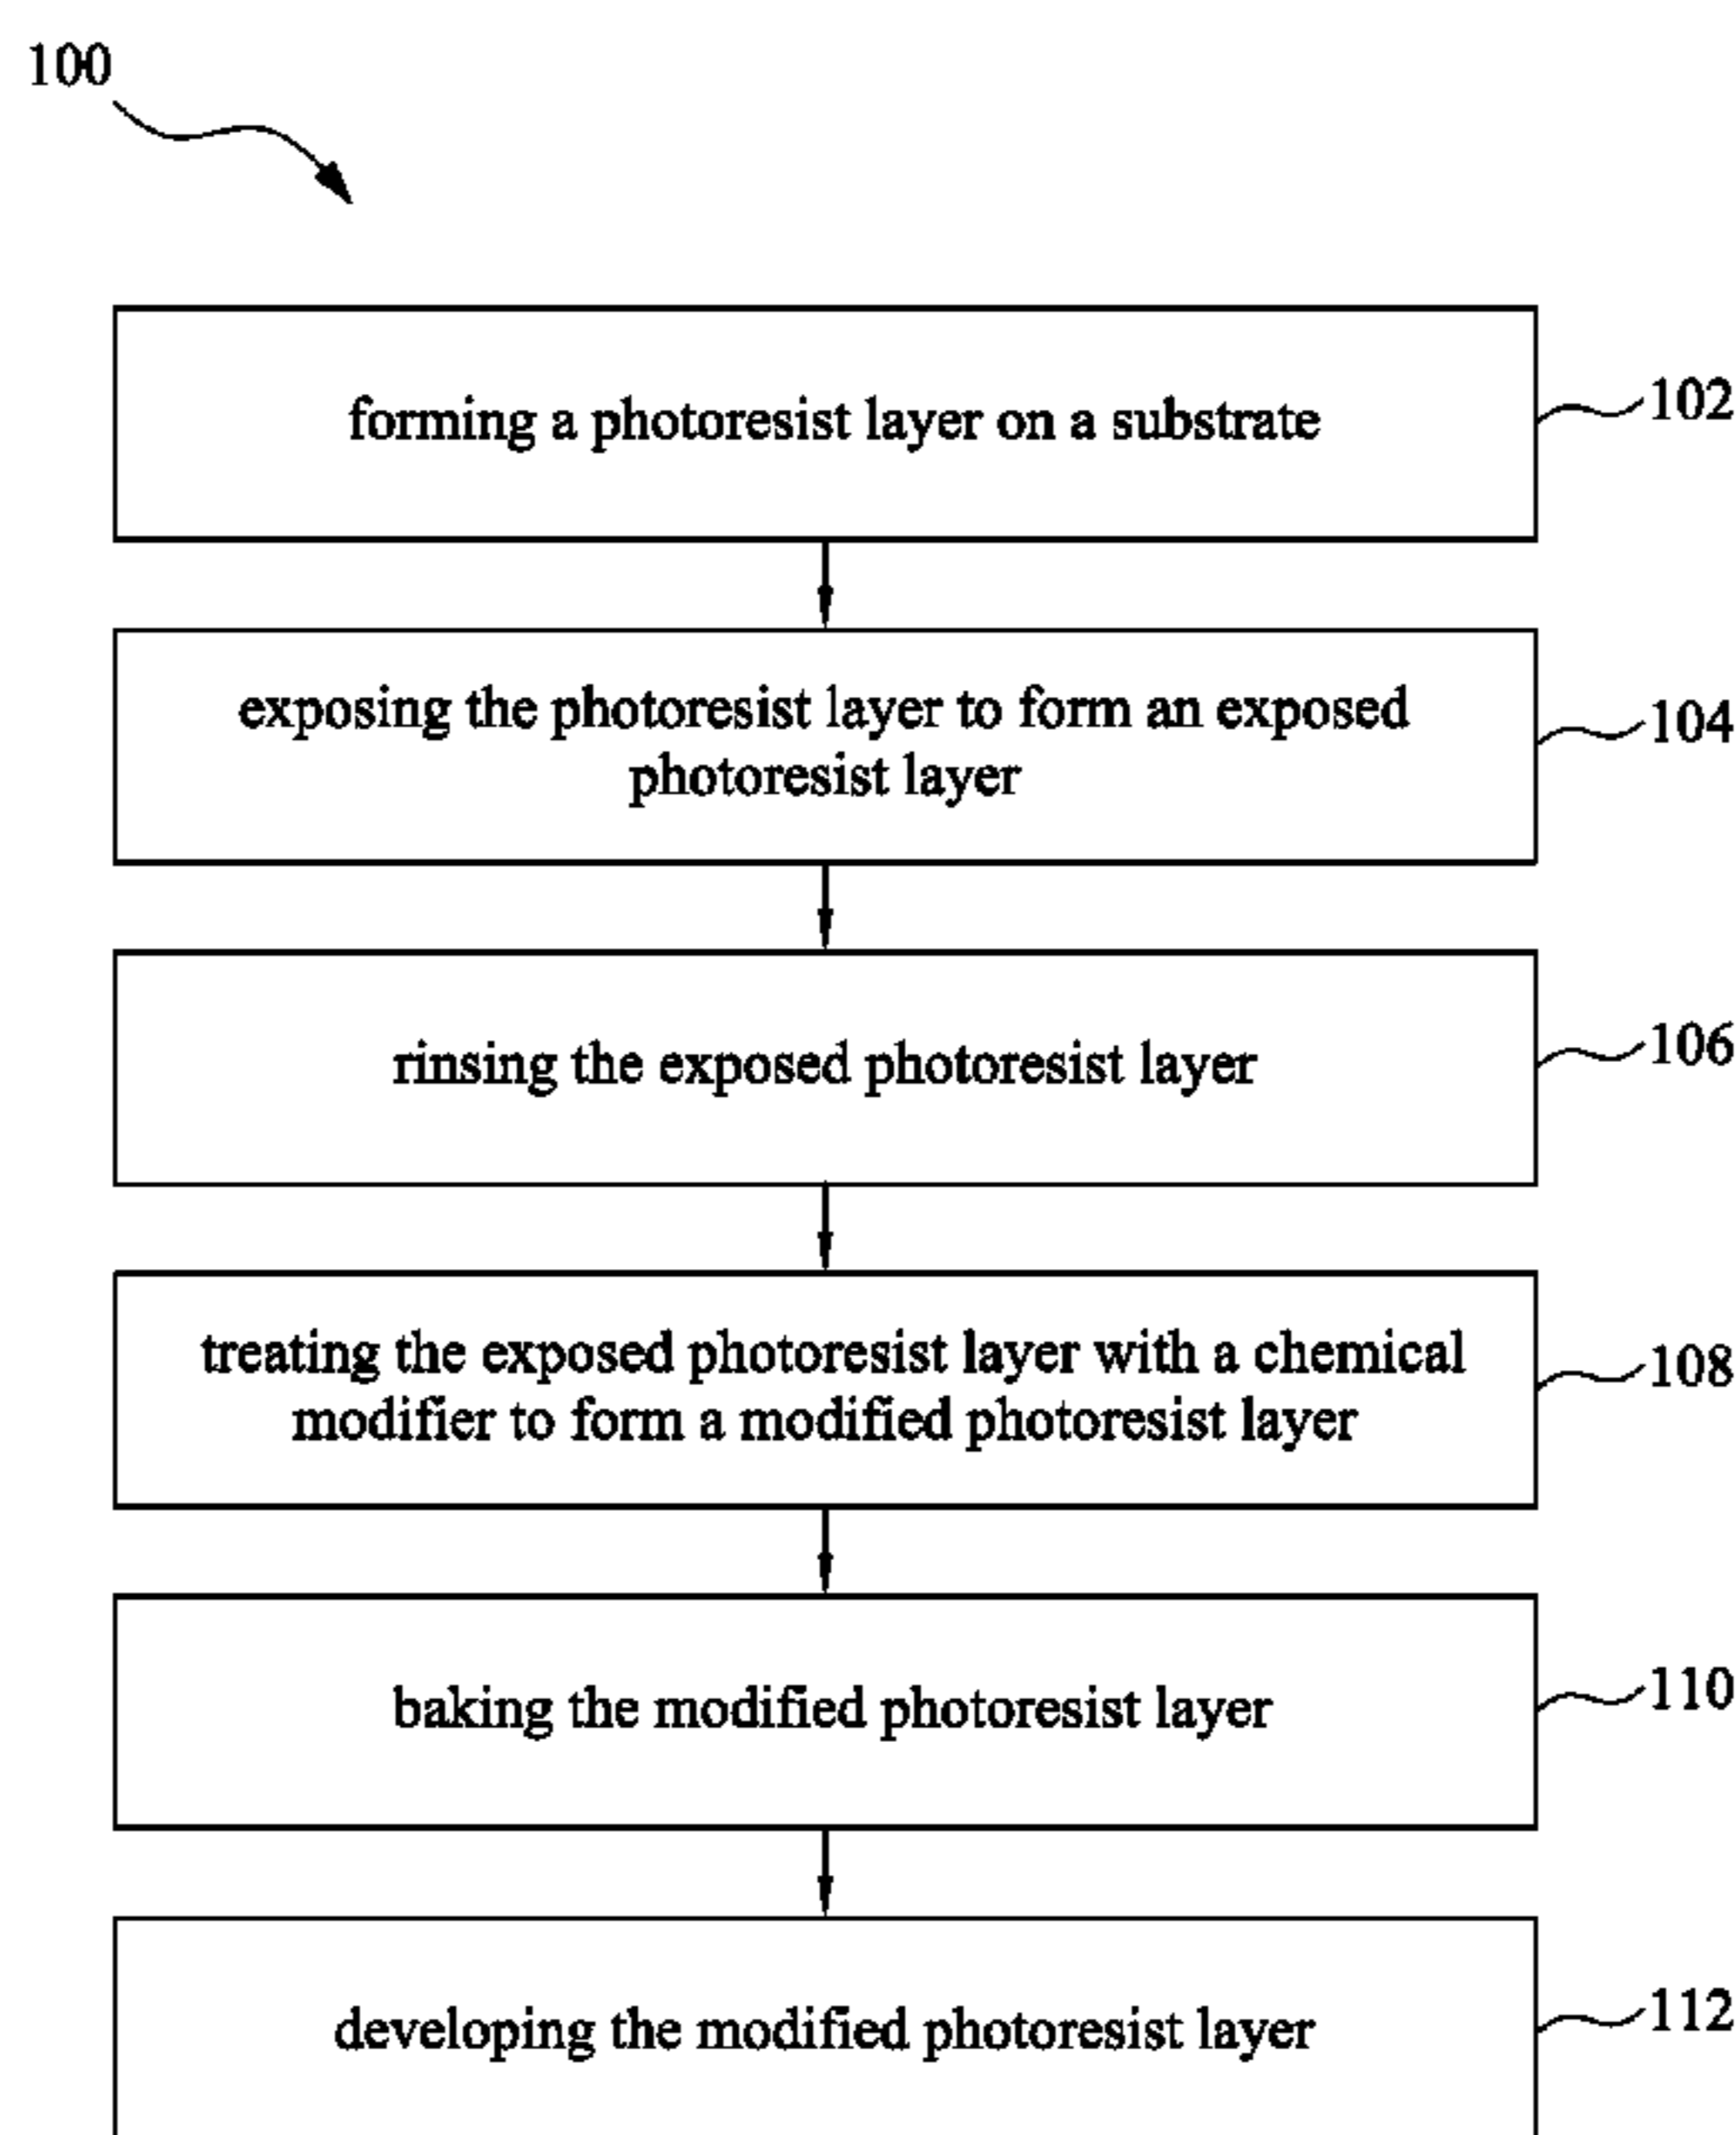 100
forming a photoresist layer on a substrate
102
exposing the photoresist layer to form an exposed
photoresist layer
104
rinsing the exposed photoresist layer
106
treating the exposed photoresist layer with a chemical
modifier to form a modified photoresist layer
108
baking the modified photoresist layer
110
developing the modified photoresist layer
112